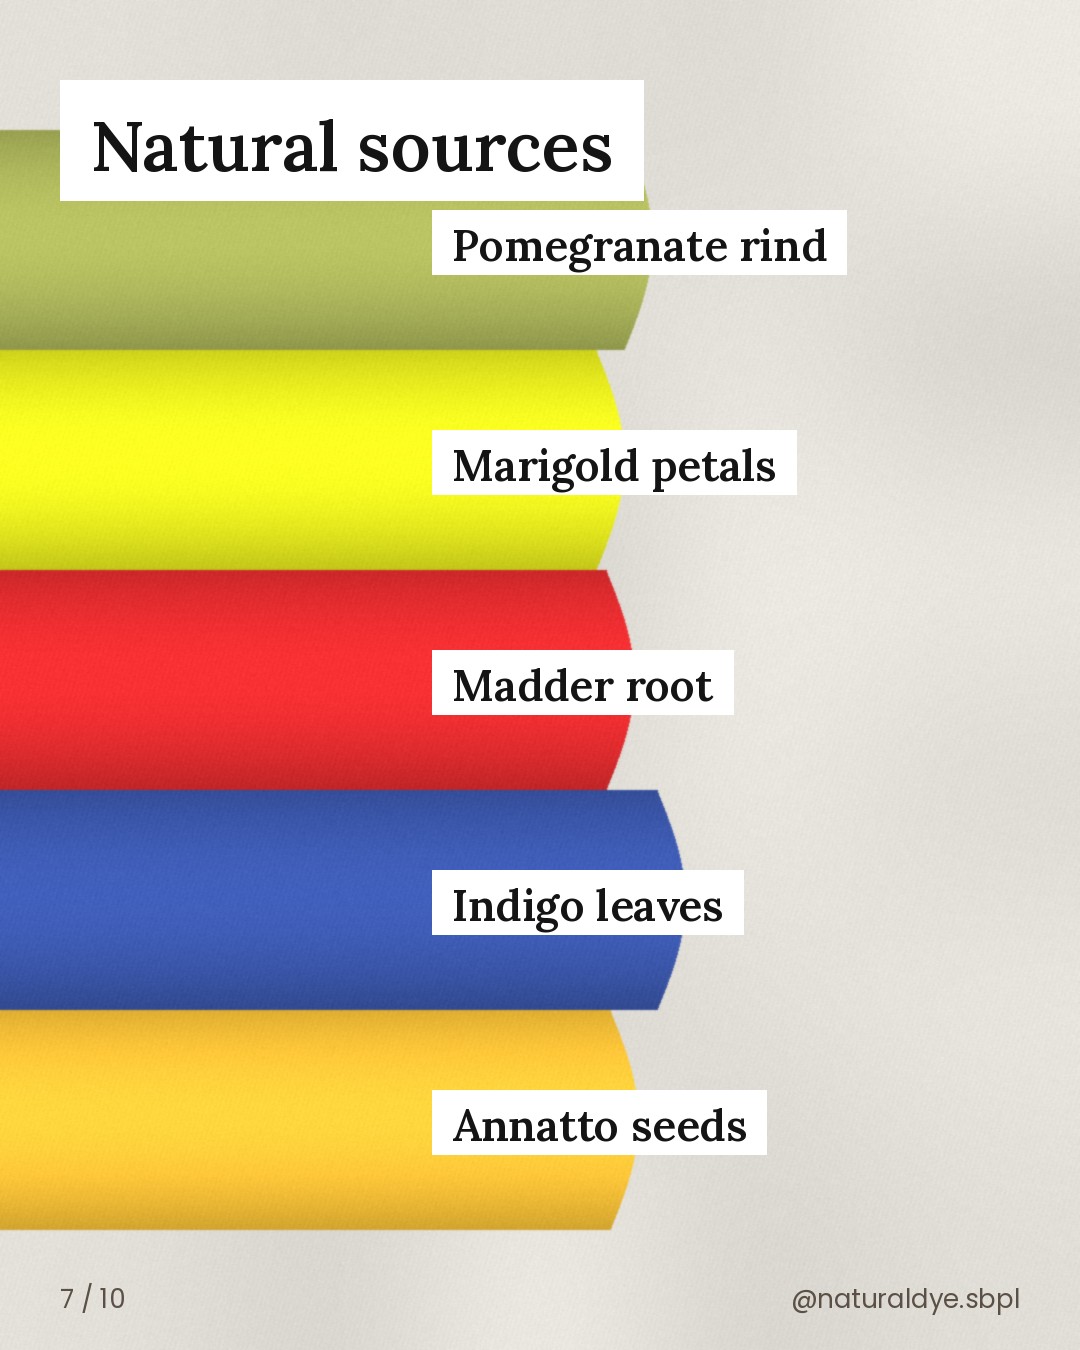 Natural sources
Pomegranate rind
Marigold petals
Madder root
Indigo leaves
Annatto seeds
7 / 10
@naturaldye.sbpl